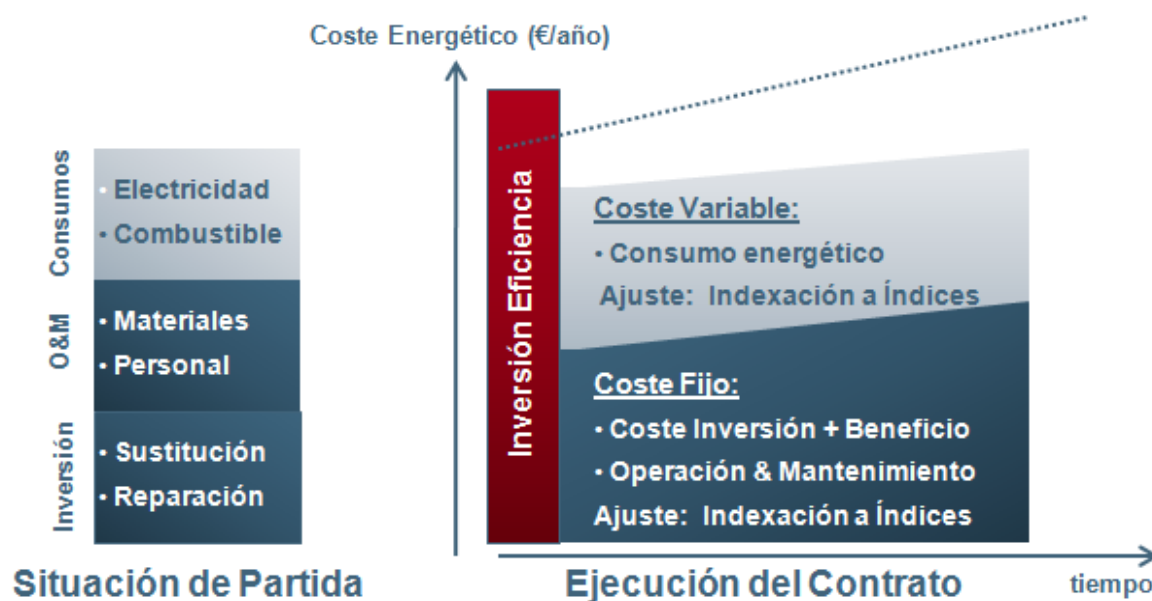 Coste Energético (€/año)
Consumos
• Electricidad
• Combustible
O&M
• Materiales
• Personal
Inversión
• Sustitución
• Reparación
Situación de Partida
Inversión Eficiencia
Coste Variable:
• Consumo energético
Ajuste: Indexación a Índices
Coste Fijo:
• Coste Inversión + Beneficio
• Operación & Mantenimiento
Ajuste: Indexación a Índices
Ejecución del Contrato
tiempo